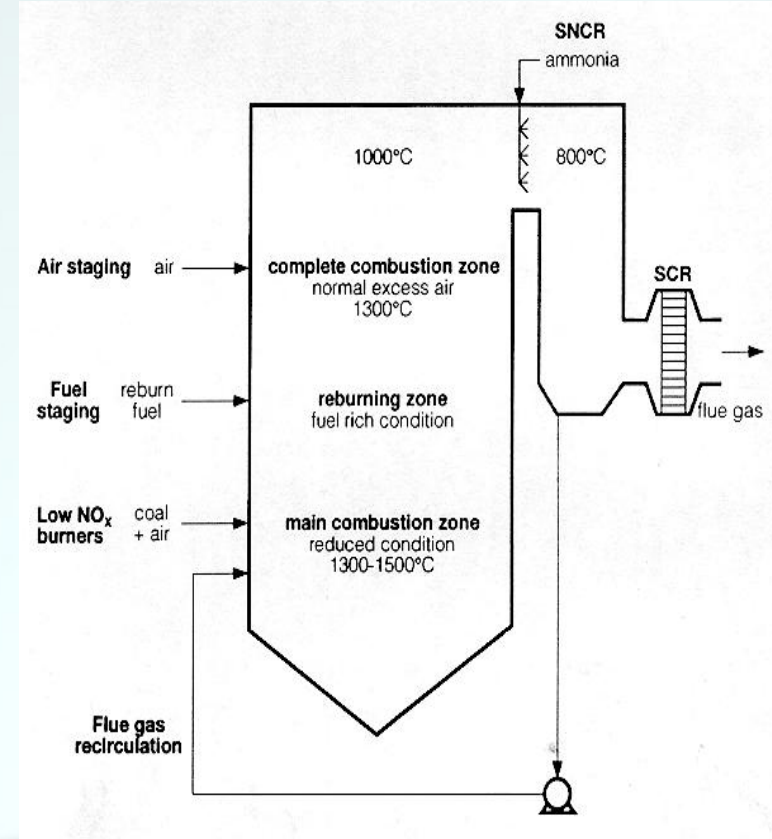 SNCR
ammonia
1000°C
800°C
Air staging air
complete combustion zone
normal excess air
1300°C
SCR
Fuel staging
reburn fuel
reburning zone
fuel rich condition
flue gas
Low NOx burners
coal + air
main combustion zone
reduced condition
1300-1500°C
Flue gas
recirculation